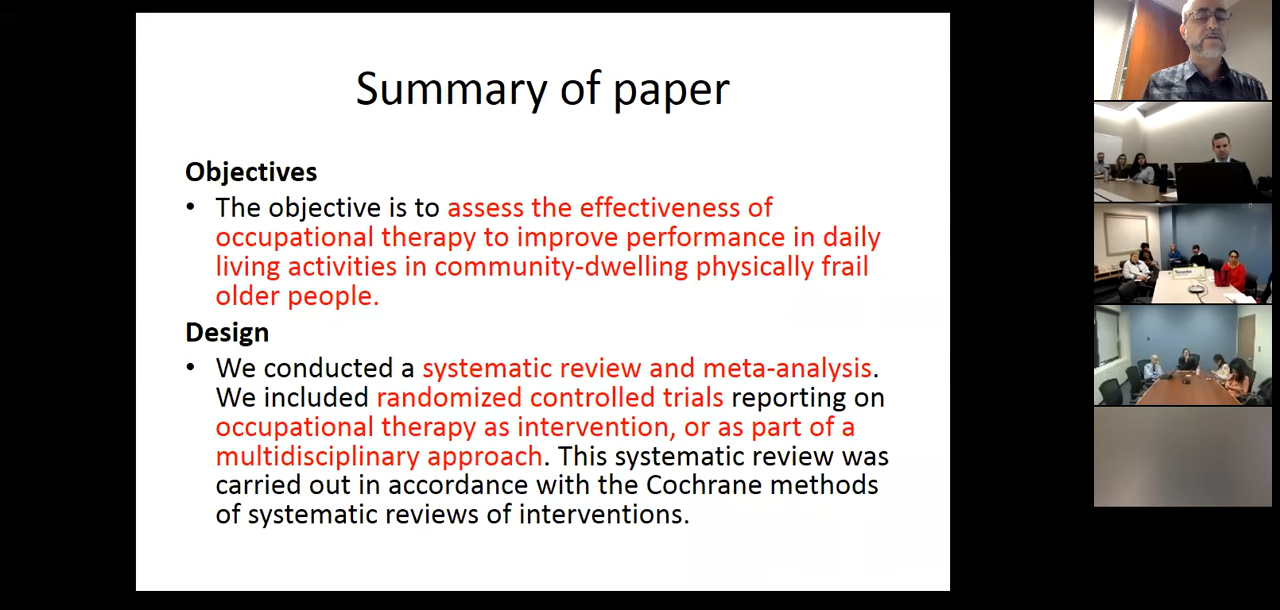 Summary of paper
Objectives
• The objective is to assess the effectiveness of
occupational therapy to improve performance in daily
living activities in community-dwelling physically frail
older people.
Design
• We conducted a systematic review and meta-analysis.
We included randomized controlled trials reporting on
occupational therapy as intervention, or as part of a
multidisciplinary approach. This systematic review was
carried out in accordance with the Cochrane methods
of systematic reviews of interventions.
Toronto